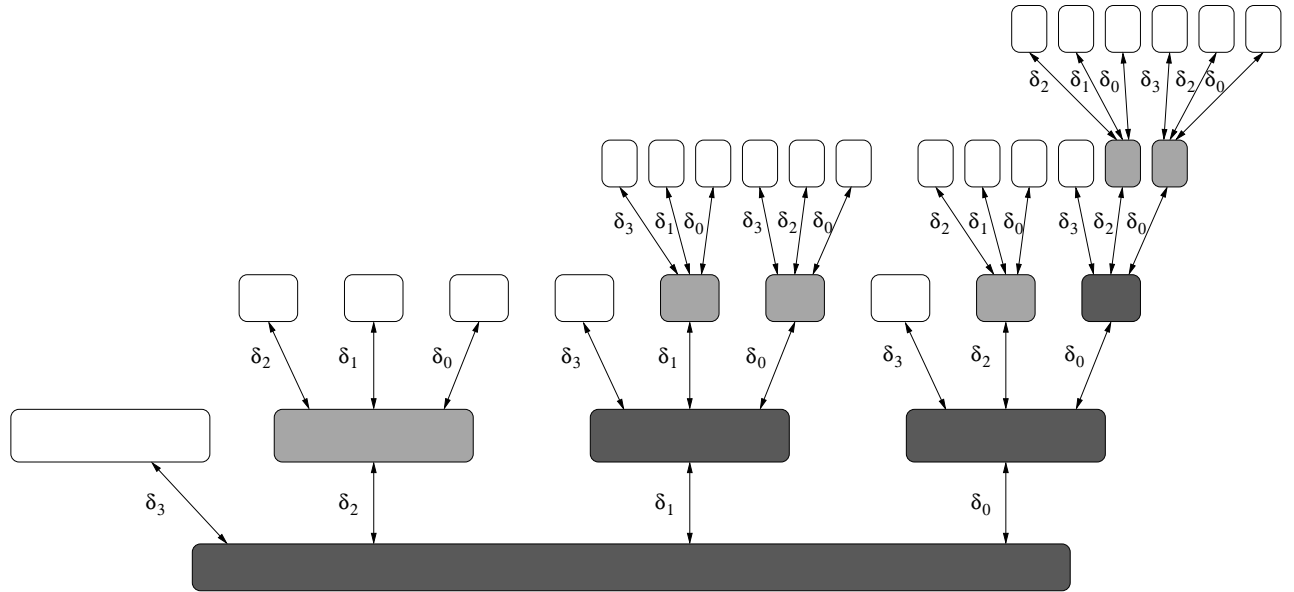 δ₂ δ₁ δ₀ δ₃ δ₂ δ₀
δ₃ δ₁ δ₀ δ₃ δ₂ δ₀ δ₂ δ₁ δ₀ δ₃ δ₂ δ₀
δ₂ δ₁ δ₀ δ₃ δ₁ δ₀ δ₃ δ₂ δ₀
δ₃ δ₂ δ₁ δ₀